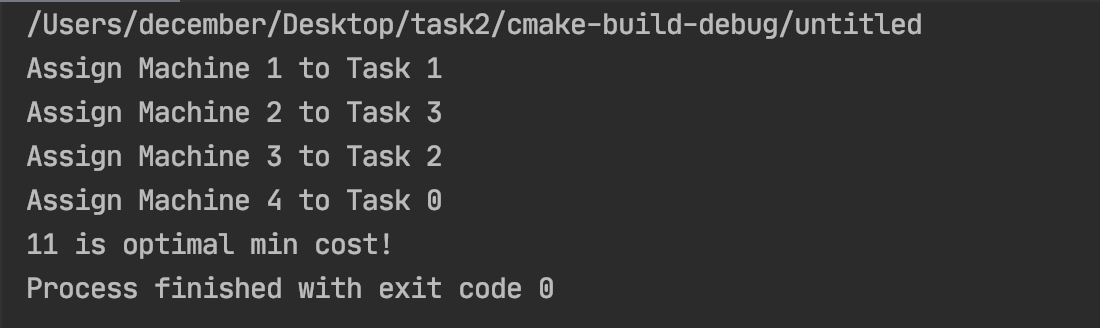 /Users/december/Desktop/task2/cmake-build-debug/untitled
Assign Machine 1 to Task 1
Assign Machine 2 to Task 3
Assign Machine 3 to Task 2
Assign Machine 4 to Task 0
11 is optimal min cost!
Process finished with exit code 0